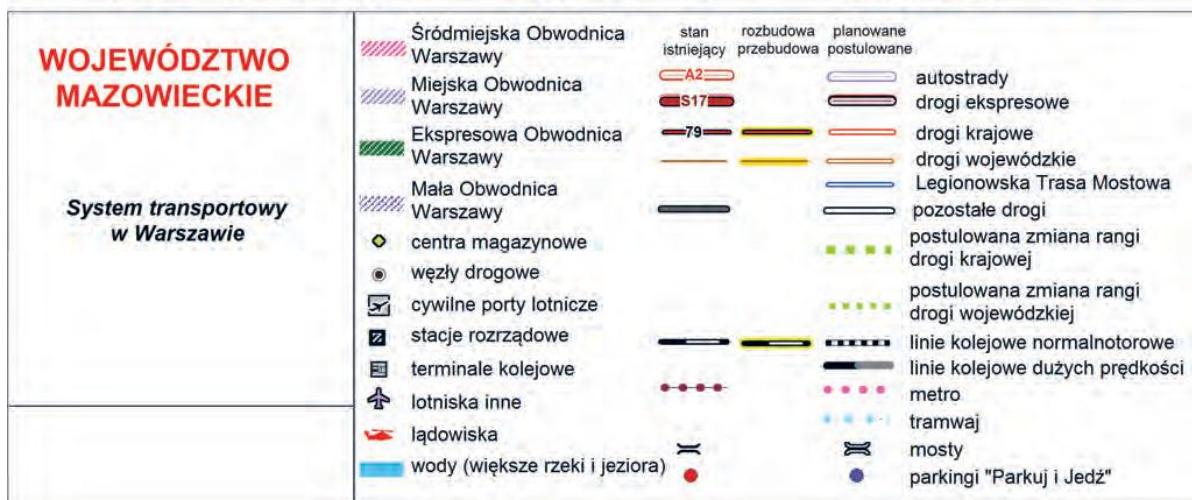 WOJEWÓDZTWO
MAZOWIECKIE
System transportowy
w Warszawie
Śródmiejska Obwodnica
Warszawy
Miejska Obwodnica
Warszawy
Ekspresowa Obwodnica
Warszawy
Mała Obwodnica
Warszawy
centra magazynowe
węzły drogowe
cywilne porty lotnicze
stacje rozrządowe
terminale kolejowe
lotniska inne
lądowiska
wody (większe rzeki i jeziora)
stan
istniejący
rozbudowa
przebudowa
planowane
postulowane
A2
autostrady
S17
drogi ekspresowe
79
drogi krajowe
drogi wojewódzkie
Legionowska Trasa Mostowa
pozostałe drogi
postulowana zmiana rangi
drogi krajowej
postulowana zmiana rangi
drogi wojewódzkiej
linie kolejowe normalnotorowe
linie kolejowe dużych prędkości
metro
tramwaj
mosty
parkingi "Parkuj i Jedź"